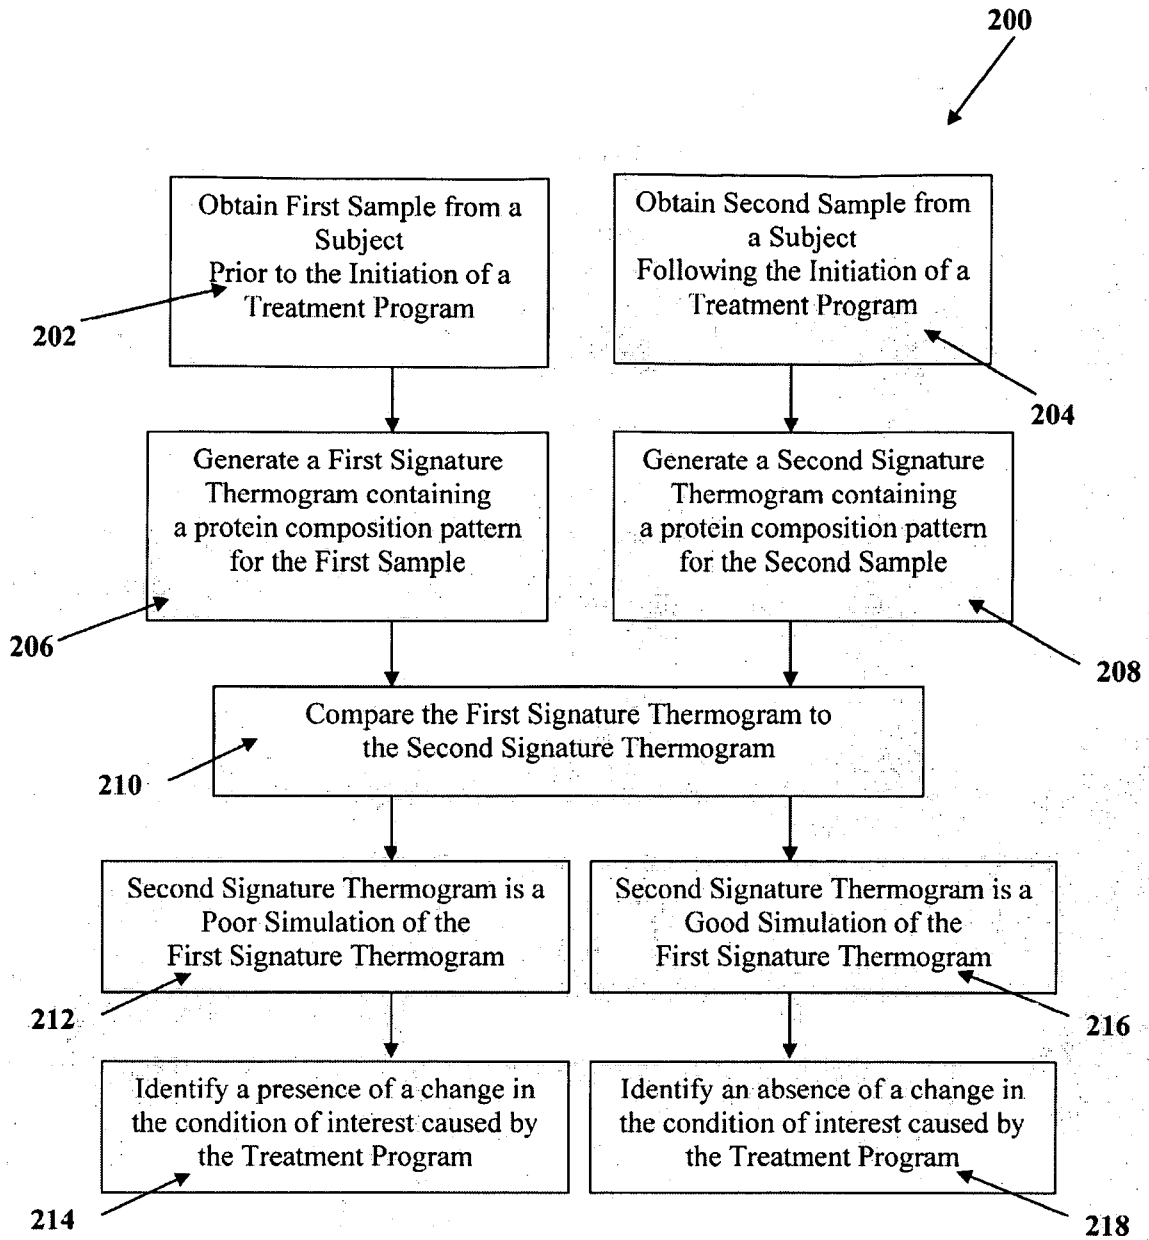 200
Obtain First Sample from a
Subject
Prior to the Initiation of a
Treatment Program
202
Obtain Second Sample from
a Subject
Following the Initiation of a
Treatment Program
204
Generate a First Signature
Thermogram containing
a protein composition pattern
for the First Sample
206
Generate a Second Signature
Thermogram containing
a protein composition pattern
for the Second Sample
208
Compare the First Signature Thermogram to
the Second Signature Thermogram
210
Second Signature Thermogram is a
Poor Simulation of the
First Signature Thermogram
212
Second Signature Thermogram is a
Good Simulation of the
First Signature Thermogram
216
Identify a presence of a change in
the condition of interest caused by
the Treatment Program
214
Identify an absence of a change in
the condition of interest caused by
the Treatment Program
218